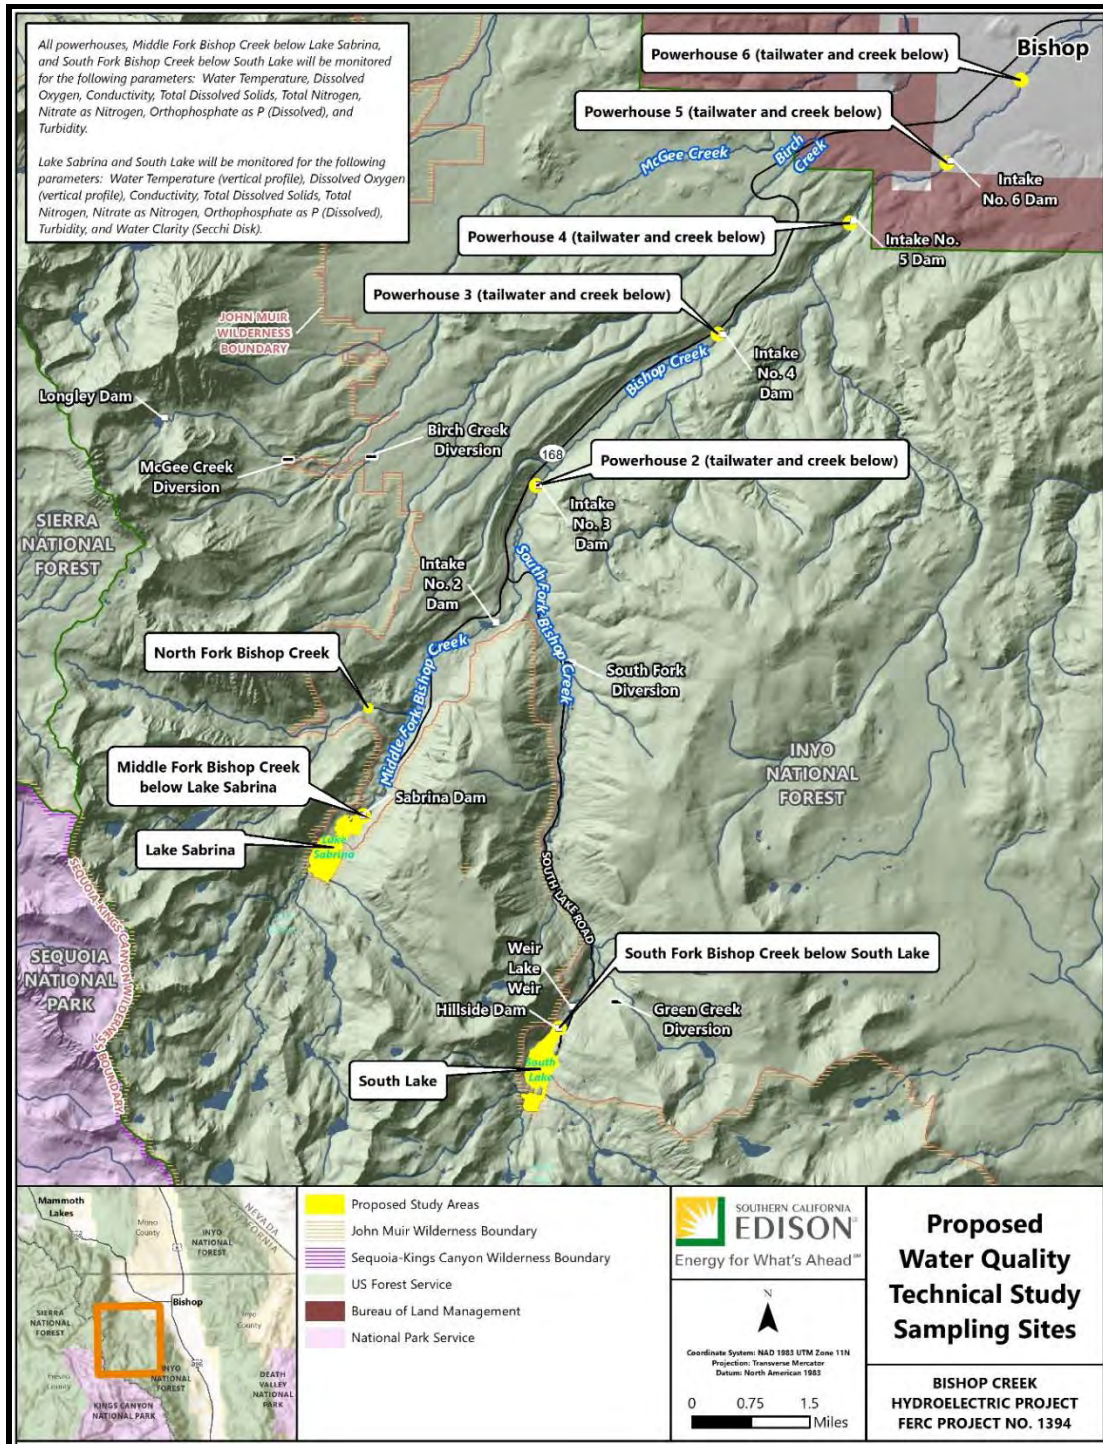 All powerhouses, Middle Fork Bishop Creek below Lake Sabrina,
and South Fork Bishop Creek below South Lake will be monitored
for the following parameters: Water Temperature, Dissolved
Oxygen, Conductivity, Total Dissolved Solids, Total Nitrogen,
Nitrate as Nitrogen, Orthophosphate as P (Dissolved), and
Turbidity.
Lake Sabrina and South Lake will be monitored for the following
parameters: Water Temperature (vertical profile), Dissolved Oxygen
(vertical profile), Conductivity, Total Dissolved Solids, Total
Nitrogen, Nitrate as Nitrogen, Orthophosphate as P (Dissolved),
Turbidity, and Water Clarity (Secchi Disk).
Bishop
Powerhouse 6 (tailwater and creek below)
Powerhouse 5 (tailwater and creek below)
McGee Creek
Birch
Creek
Intake
No. 6 Dam
Powerhouse 4 (tailwater and creek below)
Intake No.
5 Dam
Powerhouse 3 (tailwater and creek below)
JOHN MUIR
WILDERNESS
BOUNDARY
Bishop Creek
Intake
No. 4
Dam
Longley Dam
Birch Creek
Diversion
McGee Creek
Diversion
168
Powerhouse 2 (tailwater and creek below)
Intake
No. 3
Dam
SIERRA
NATIONAL
FOREST
Intake
No. 2
Dam
South Fork Bishop Creek
North Fork Bishop Creek
Middle Fork Bishop Creek
South Fork
Diversion
INYO
NATIONAL
FOREST
Middle Fork Bishop Creek
below Lake Sabrina
Sabrina Dam
Lake Sabrina
Lake
Sabrina
SEQUOIA-KINGS CANYON WILDERNESS BOUNDARY
SEQUOIA
NATIONAL
PARK
SOUTH LAKE ROAD
Weir
Lake
Weir
South Fork Bishop Creek below South Lake
Hillside Dam
Green Creek
Diversion
South Lake
South
Lake
Mammoth
Lakes
Mono
County
NEVADA
CALIFORNIA
INYO
NATIONAL
FOREST
6
Bishop
SIERRA
NATIONAL
FOREST
Inyo
County
Fresno
County
INYO
NATIONAL
FOREST
KINGS CANYON
NATIONAL PARK
DEATH
VALLEY
NATIONAL
PARK
Proposed Study Areas
John Muir Wilderness Boundary
Sequoia-Kings Canyon Wilderness Boundary
US Forest Service
Bureau of Land Management
National Park Service
SOUTHERN CALIFORNIA
EDISON
Energy for What's Ahead℠
N
Coordinate System: NAD 1983 UTM Zone 11N
Projection: Transverse Mercator
Datum: North American 1983
0 0.75 1.5
Miles
Proposed
Water Quality
Technical Study
Sampling Sites
BISHOP CREEK
HYDROELECTRIC PROJECT
FERC PROJECT NO. 1394